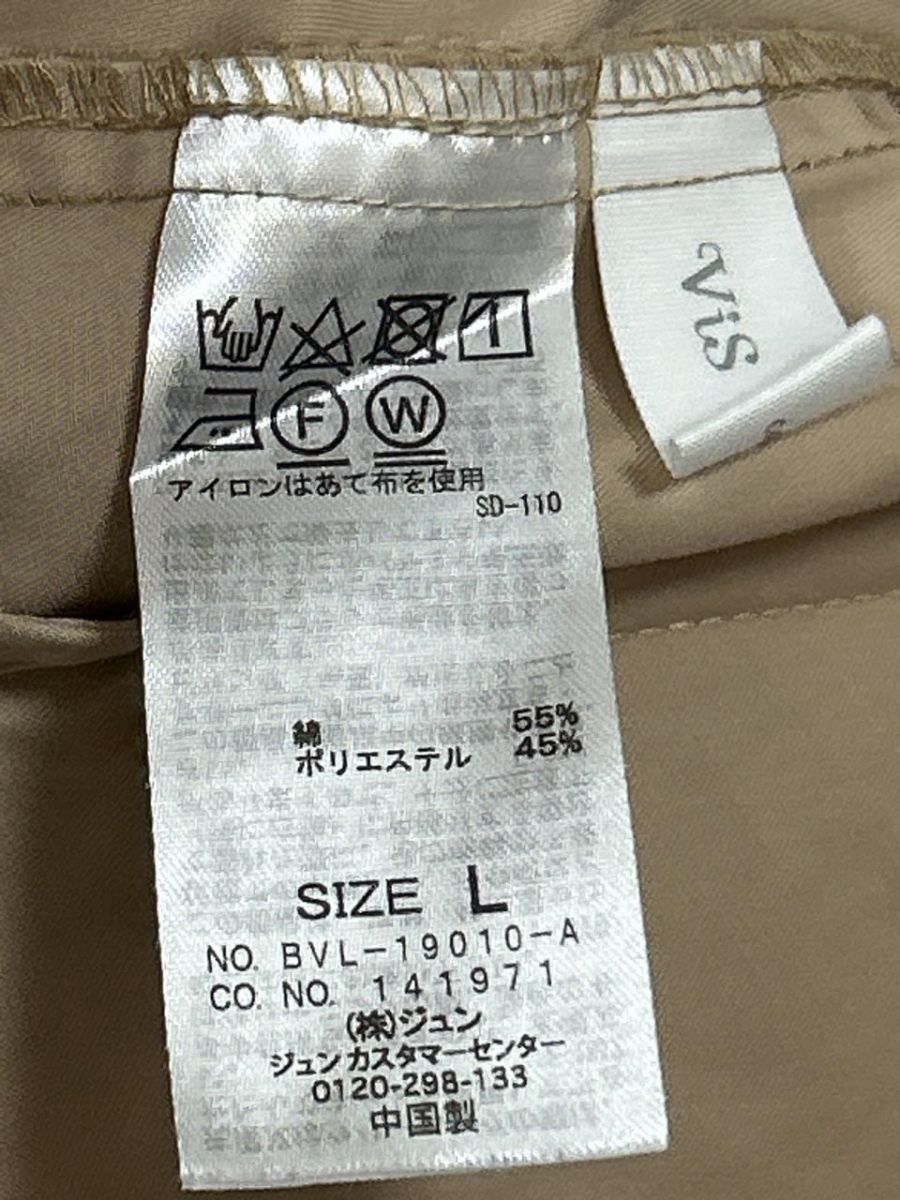 ViS
F
W
アイロンはあて布を使用
SD-110
綿 55%
ポリエステル 45%
SIZE L
NO. BVL-19010-A
CO. NO. 141971
(株)ジュン
ジュンカスタマーセンター
0120-298-133
中国製